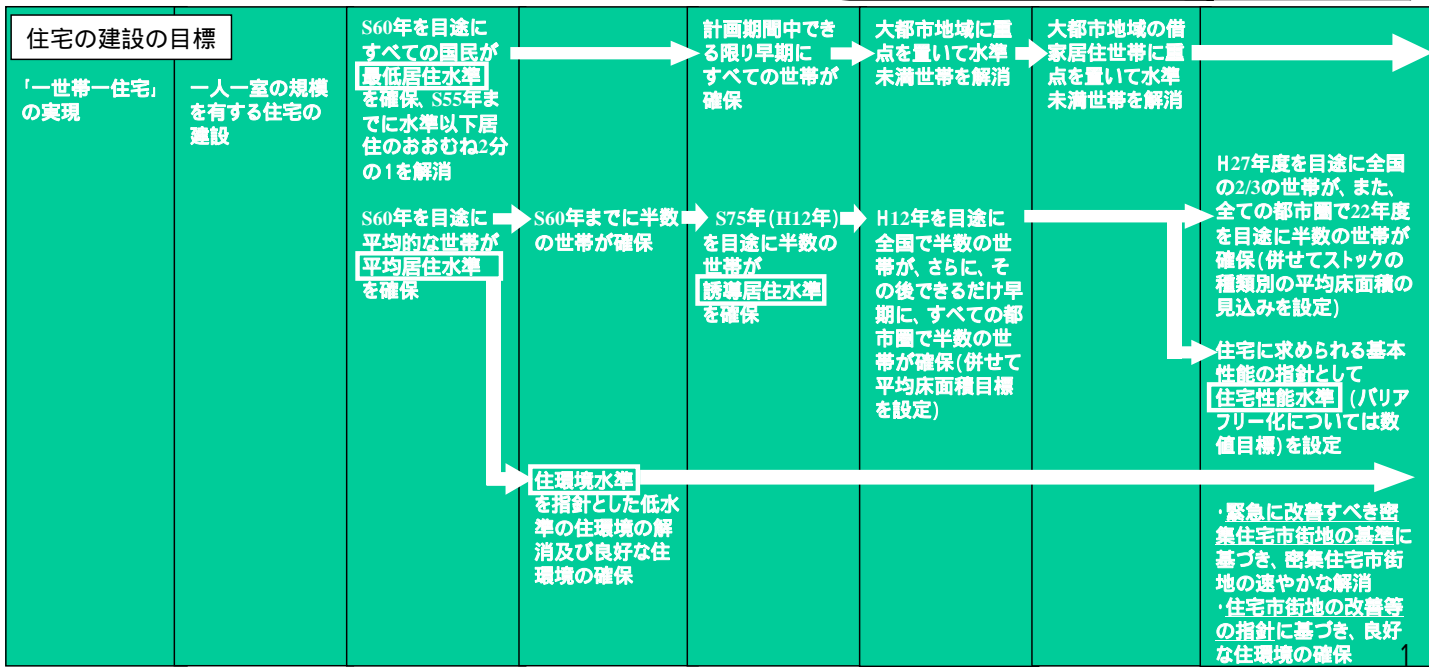 住宅の建設の目標
「一世帯一住宅」
の実現
一人一室の規模
を有する住宅の
建設
S60年を目途に
すべての国民が
最低居住水準
を確保、S55年ま
でに水準以下居
住のおおむね2分
の1を解消
計画期間中でき
る限り早期に
すべての世帯が
確保
大都市地域に重
点を置いて水準
未満世帯を解消
大都市地域の借
家居住世帯に重
点を置いて水準
未満世帯を解消
S60年を目途に
平均的な世帯が
平均居住水準
を確保
S60年までに半数
の世帯が確保
S75年(H12年)
を目途に半数の
世帯が
誘導居住水準
を確保
H12年を目途に
全国で半数の世
帯が、さらに、そ
の後できるだけ早
期に、すべての都
市圏で半数の世
帯が確保(併せて
平均床面積目標
を設定)
H27年度を目途に全国
の2/3の世帯が、また、
全ての都市圏で22年度
を目途に半数の世帯が
確保(併せてストックの
種類別の平均床面積の
見込みを設定)
住宅に求められる基本
性能の指針として
住宅性能水準 (バリア
フリー化については数
値目標)を設定
住環境水準
を指針とした低水
準の住環境の解
消及び良好な住
環境の確保
・緊急に改善すべき密
集住宅市街地の基準に
基づき、密集住宅市街
地の速やかな解消
・住宅市街地の改善等
の指針に基づき、良好
な住環境の確保
1